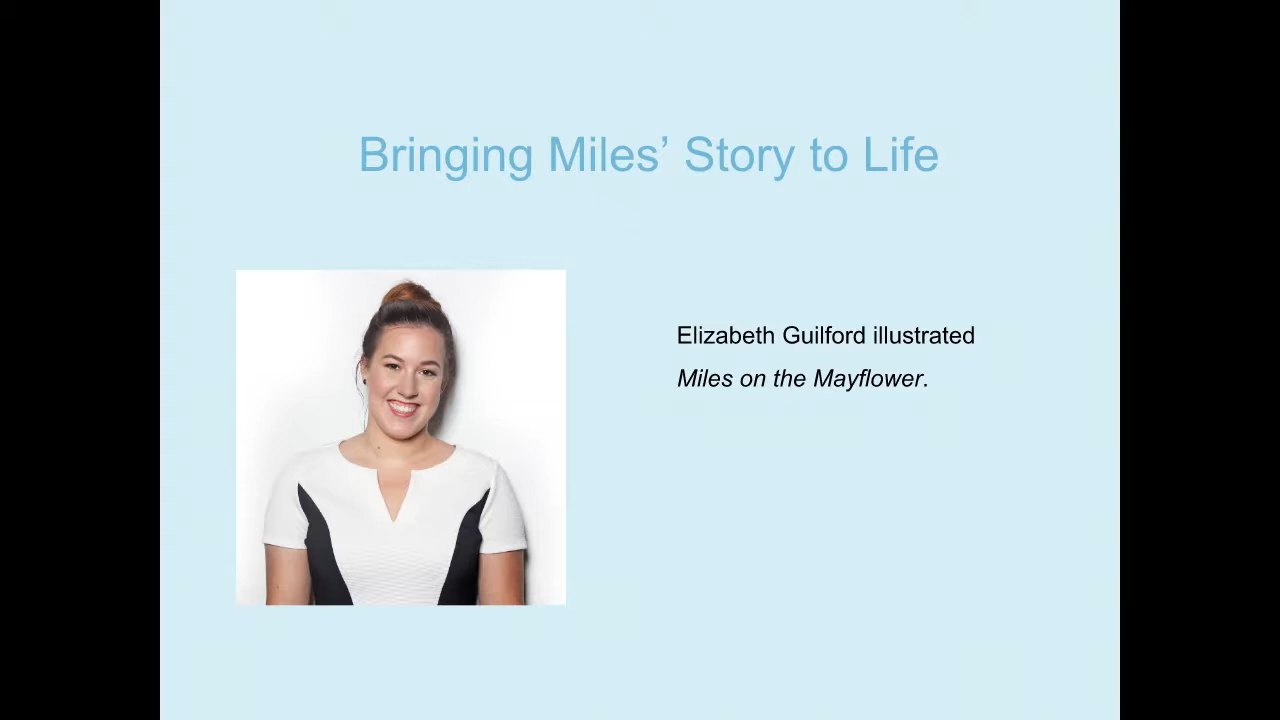 Bringing Miles’ Story to Life
Elizabeth Guilford illustrated
Miles on the Mayflower.